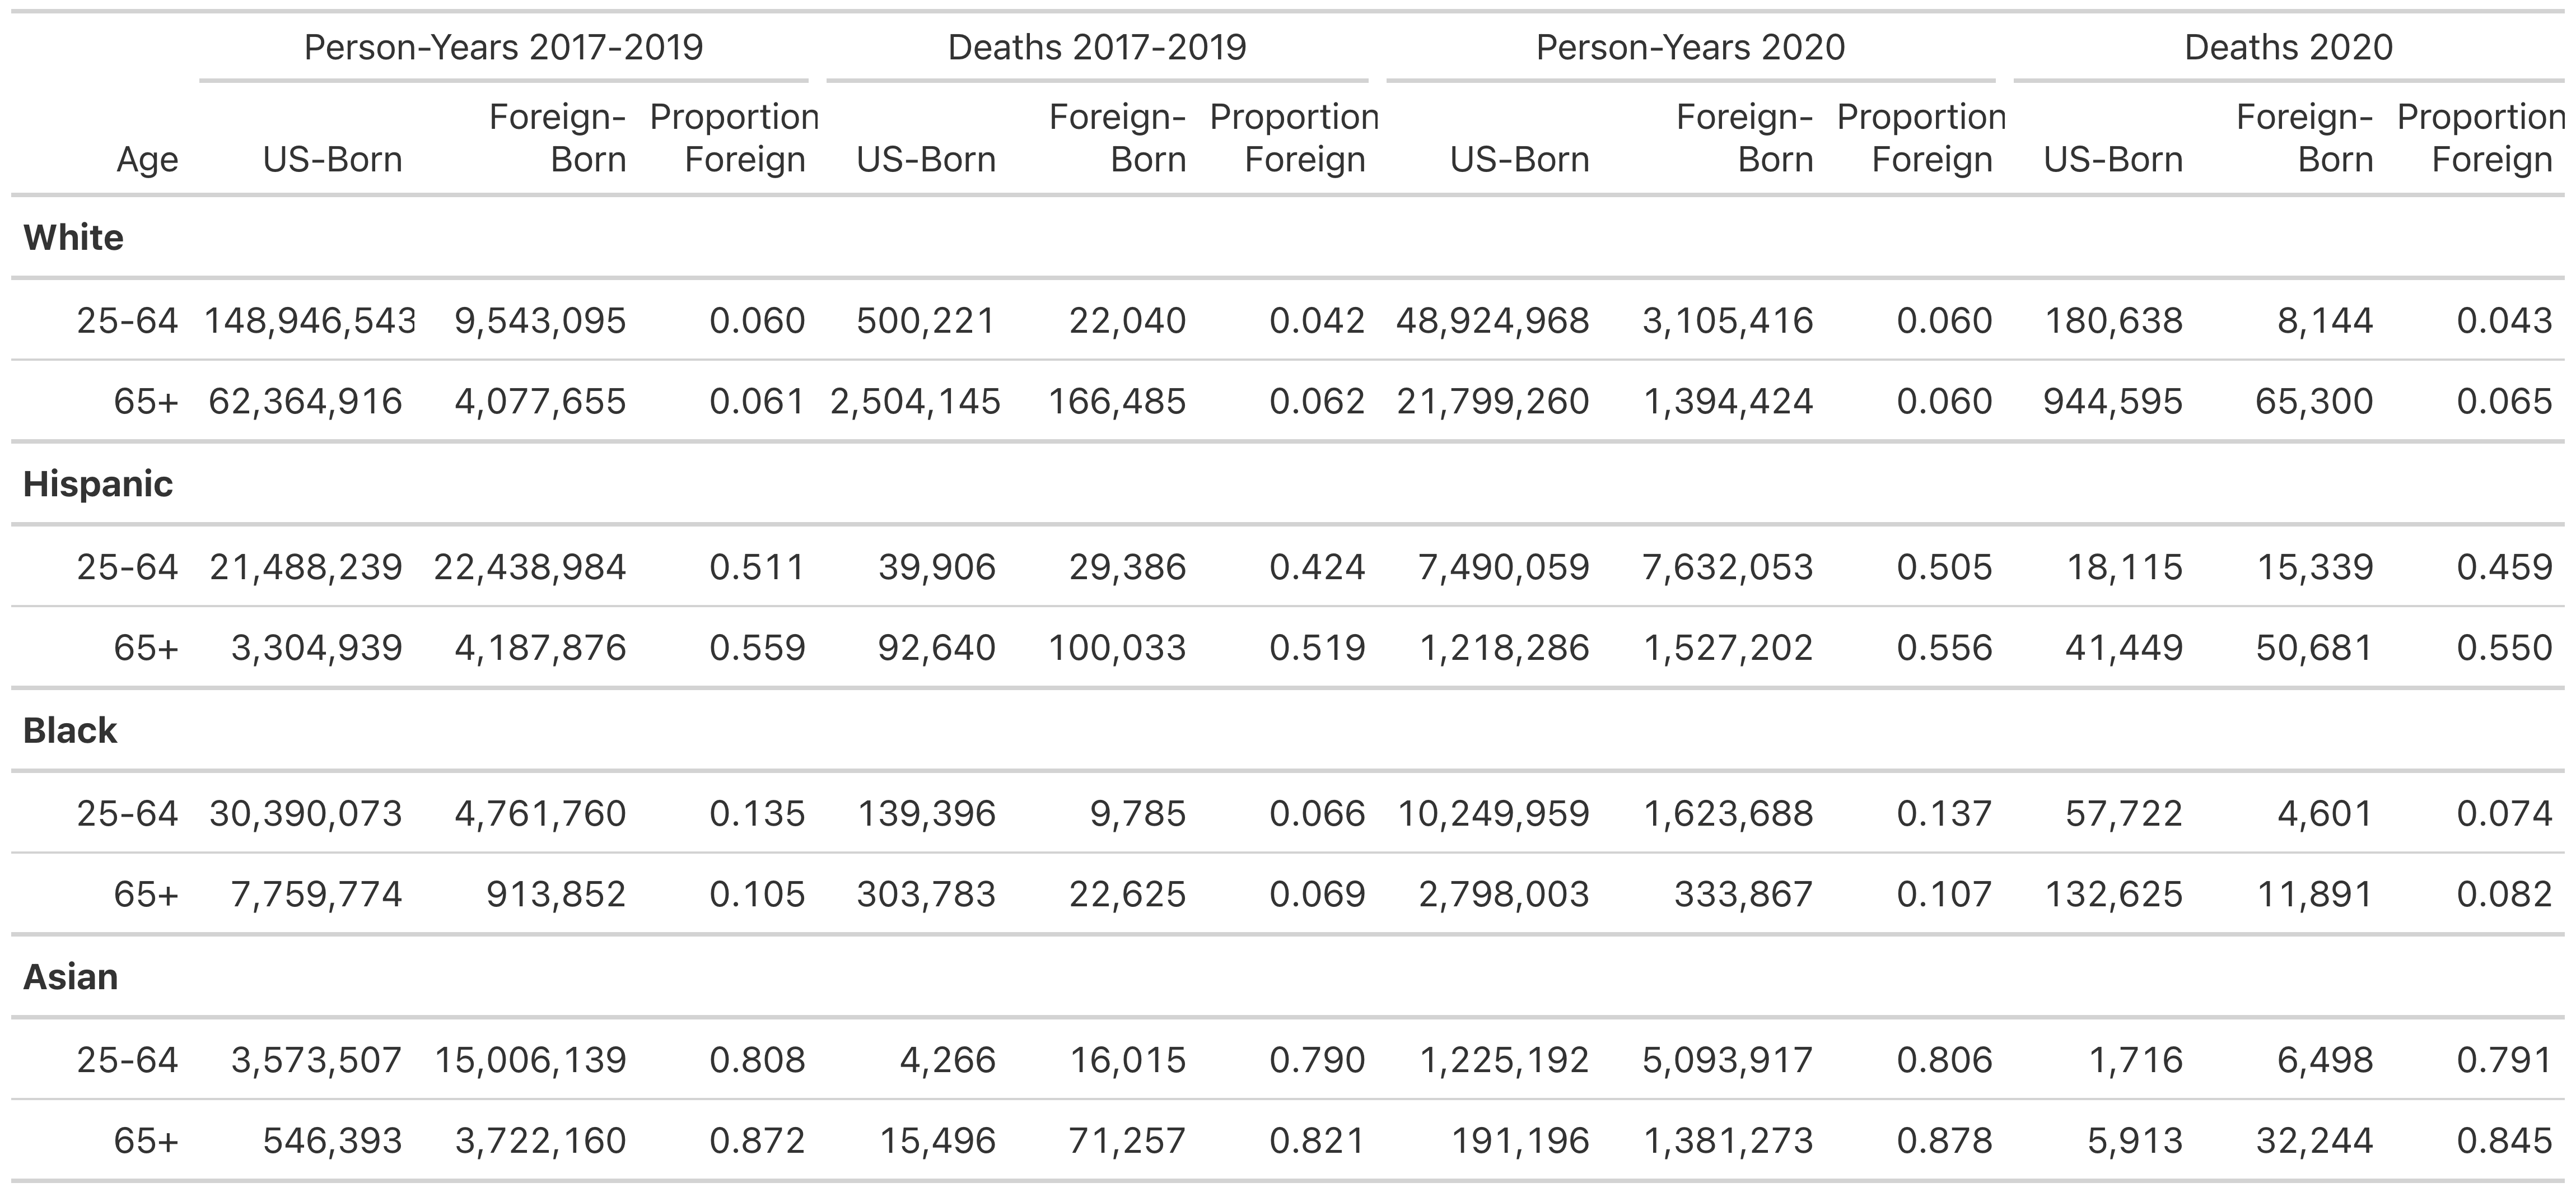 Person-Years 2017-2019 Deaths 2017-2019 Person-Years 2020 Deaths 2020
Foreign- Proportion Foreign- Proportion Foreign- Proportion Foreign- Proportion
Age US-Born Born Foreign US-Born Born Foreign US-Born Born Foreign US-Born Born Foreign
White
25-64 148,946,543 9,543,095 0.060 500,221 22,040 0.042 48,924,968 3,105,416 0.060 180,638 8,144 0.043
65+ 62,364,916 4,077,655 0.061 2,504,145 166,485 0.062 21,799,260 1,394,424 0.060 944,595 65,300 0.065
Hispanic
25-64 21,488,239 22,438,984 0.511 39,906 29,386 0.424 7,490,059 7,632,053 0.505 18,115 15,339 0.459
65+ 3,304,939 4,187,876 0.559 92,640 100,033 0.519 1,218,286 1,527,202 0.556 41,449 50,681 0.550
Black
25-64 30,390,073 4,761,760 0.135 139,396 9,785 0.066 10,249,959 1,623,688 0.137 57,722 4,601 0.074
65+ 7,759,774 913,852 0.105 303,783 22,625 0.069 2,798,003 333,867 0.107 132,625 11,891 0.082
Asian
25-64 3,573,507 15,006,139 0.808 4,266 16,015 0.790 1,225,192 5,093,917 0.806 1,716 6,498 0.791
65+ 546,393 3,722,160 0.872 15,496 71,257 0.821 191,196 1,381,273 0.878 5,913 32,244 0.845